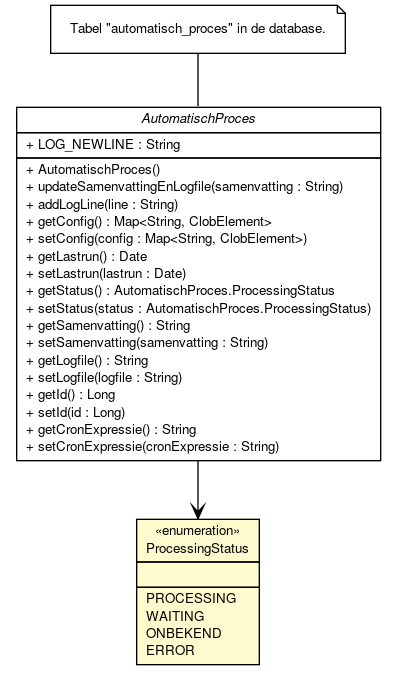 Tabel "automatisch_proces" in de database.
AutomatischProces
+ LOG_NEWLINE : String
+ AutomatischProces()
+ updateSamenvattingEnLogfile(samenvatting : String)
+ addLogLine(line : String)
+ getConfig() : Map<String, ClobElement>
+ setConfig(config : Map<String, ClobElement>)
+ getLastrun() : Date
+ setLastrun(lastrun : Date)
+ getStatus() : AutomatischProces.ProcessingStatus
+ setStatus(status : AutomatischProces.ProcessingStatus)
+ getSamenvatting() : String
+ setSamenvatting(samenvatting : String)
+ getLogfile() : String
+ setLogfile(logfile : String)
+ getId() : Long
+ setId(id : Long)
+ getCronExpressie() : String
+ setCronExpressie(cronExpressie : String)
«enumeration»
ProcessingStatus
PROCESSING
WAITING
ONBEKEND
ERROR